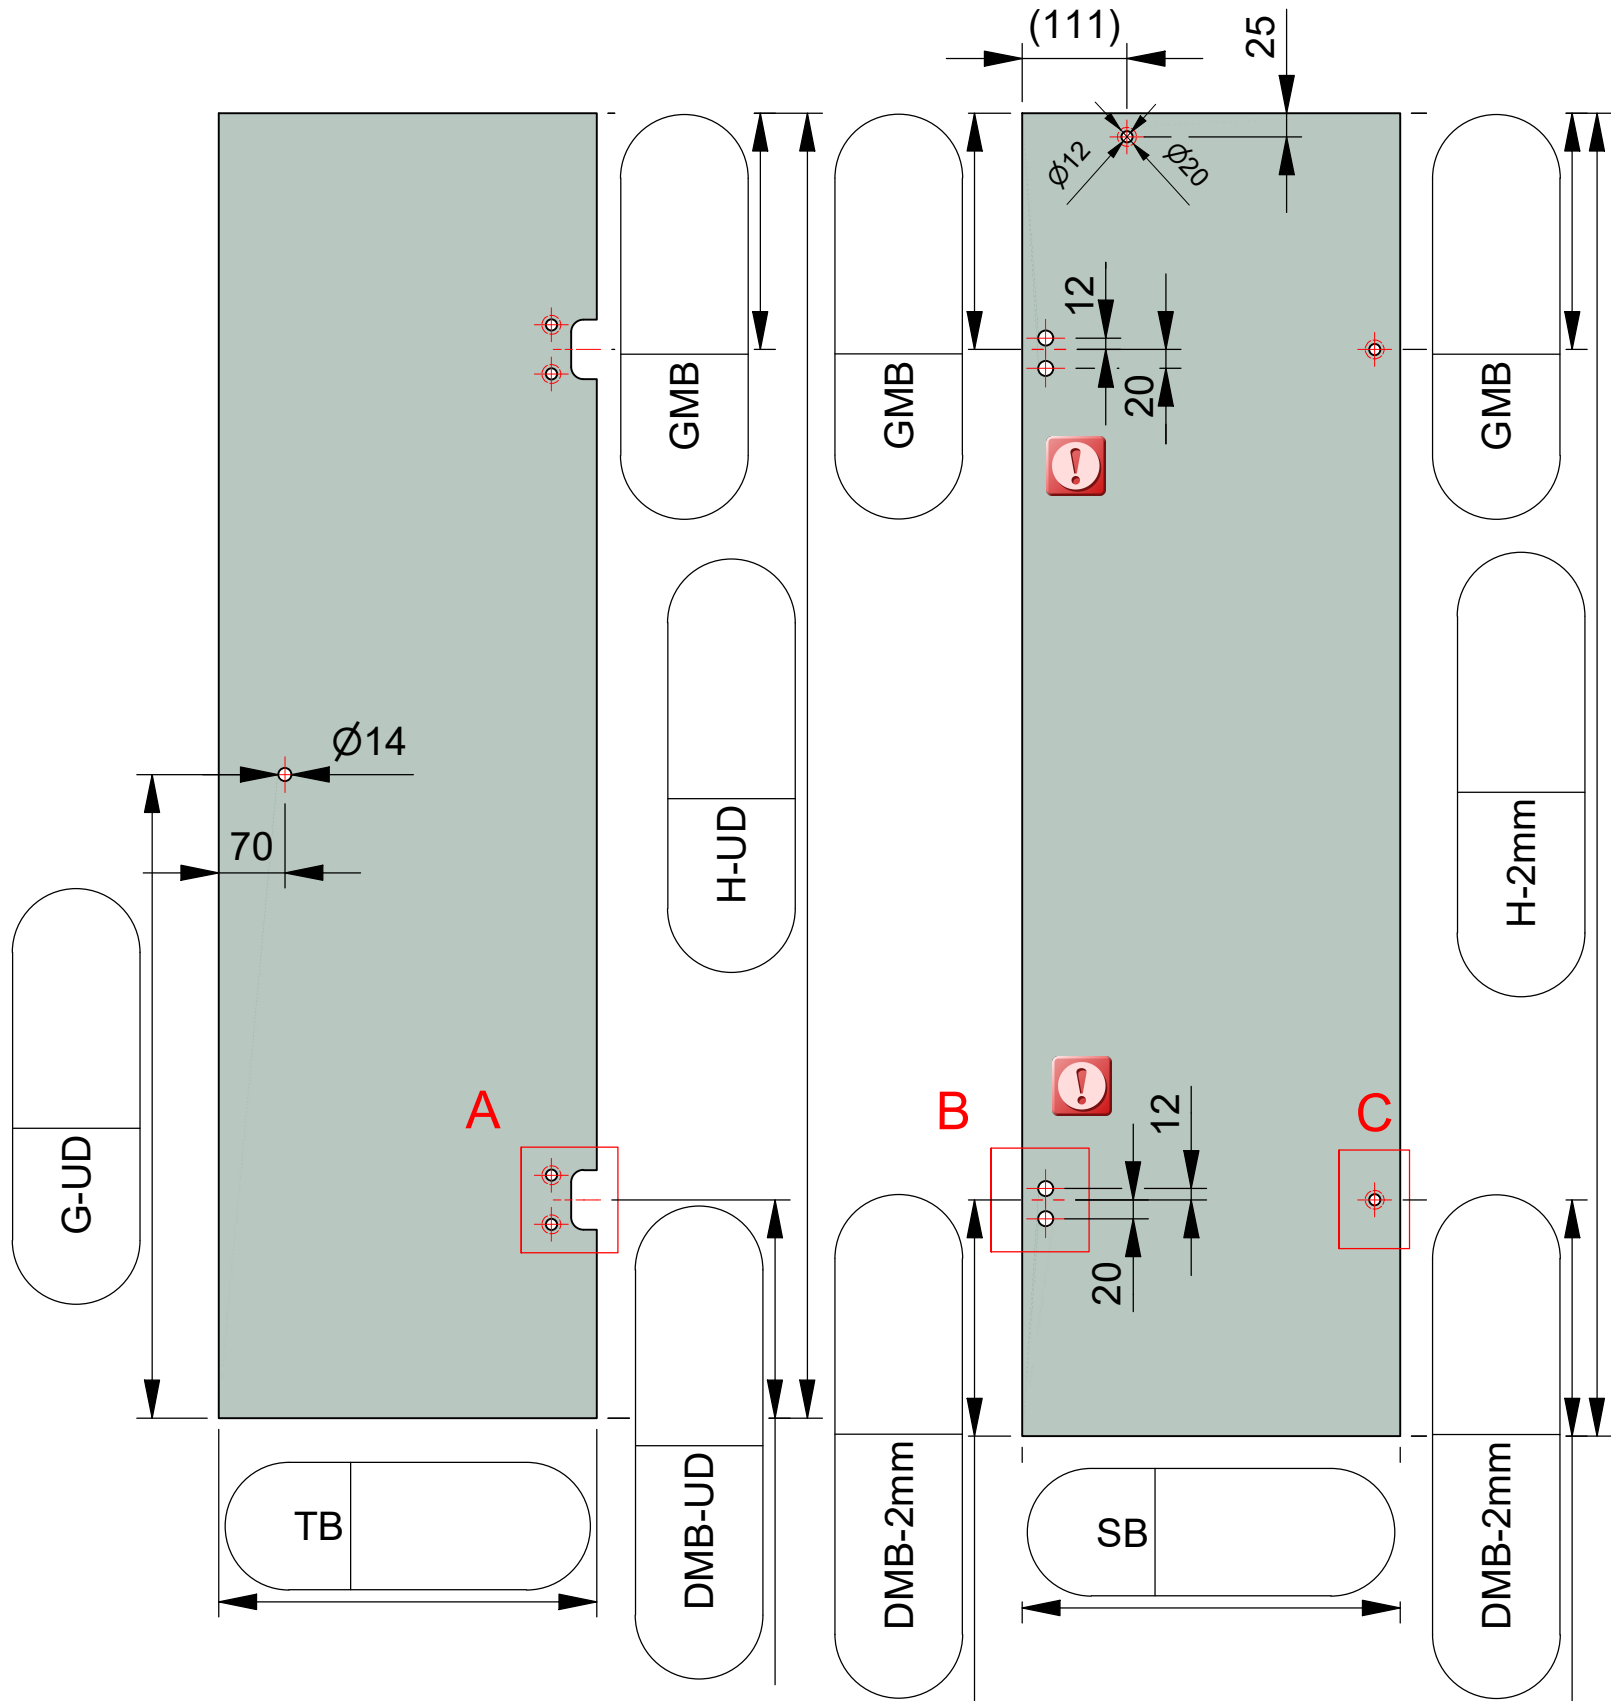 (111)
25
Ø12
Ø20
12
20
GMB
GMB
GMB
Ø14
70
H-UD
H-2mm
G-UD
A
B
C
12
20
TB
DMB-UD
DMB-2mm
SB
DMB-2mm